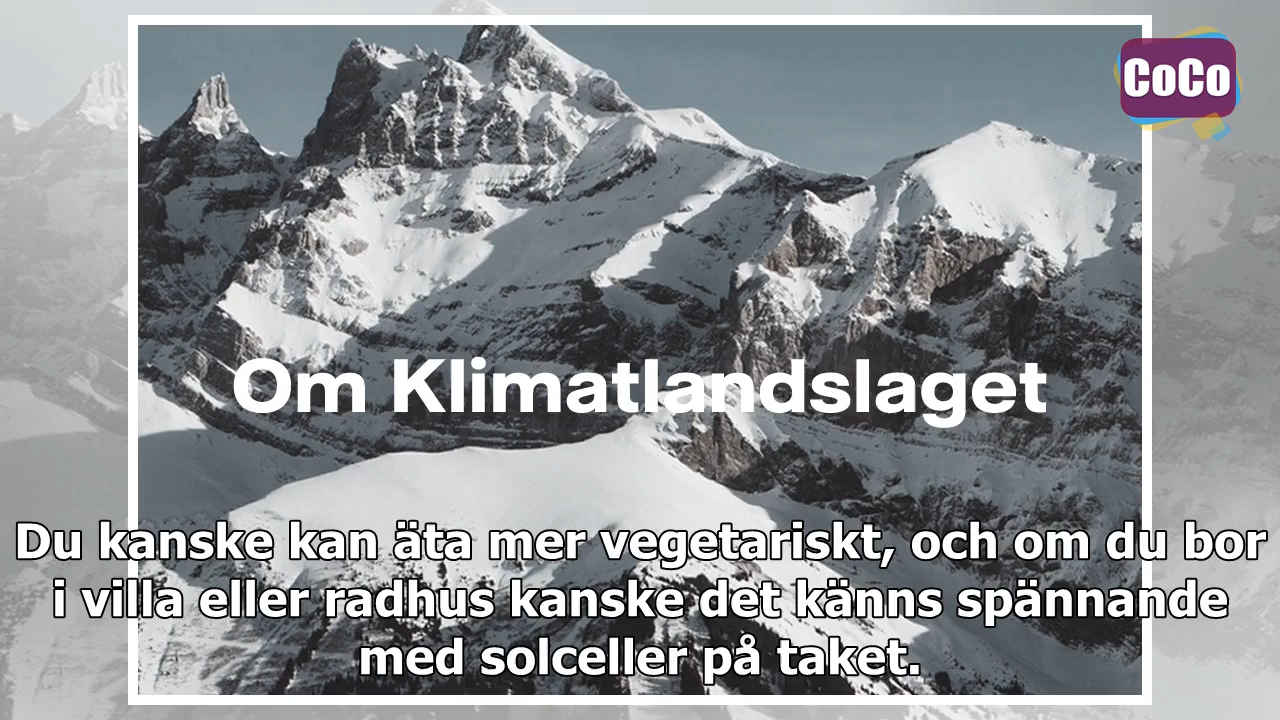 CoCo
Om Klimatlandslaget
Du kanske kan äta mer vegetariskt, och om du bor
i villa eller radhus kanske det känns spännande
med solceller på taket.